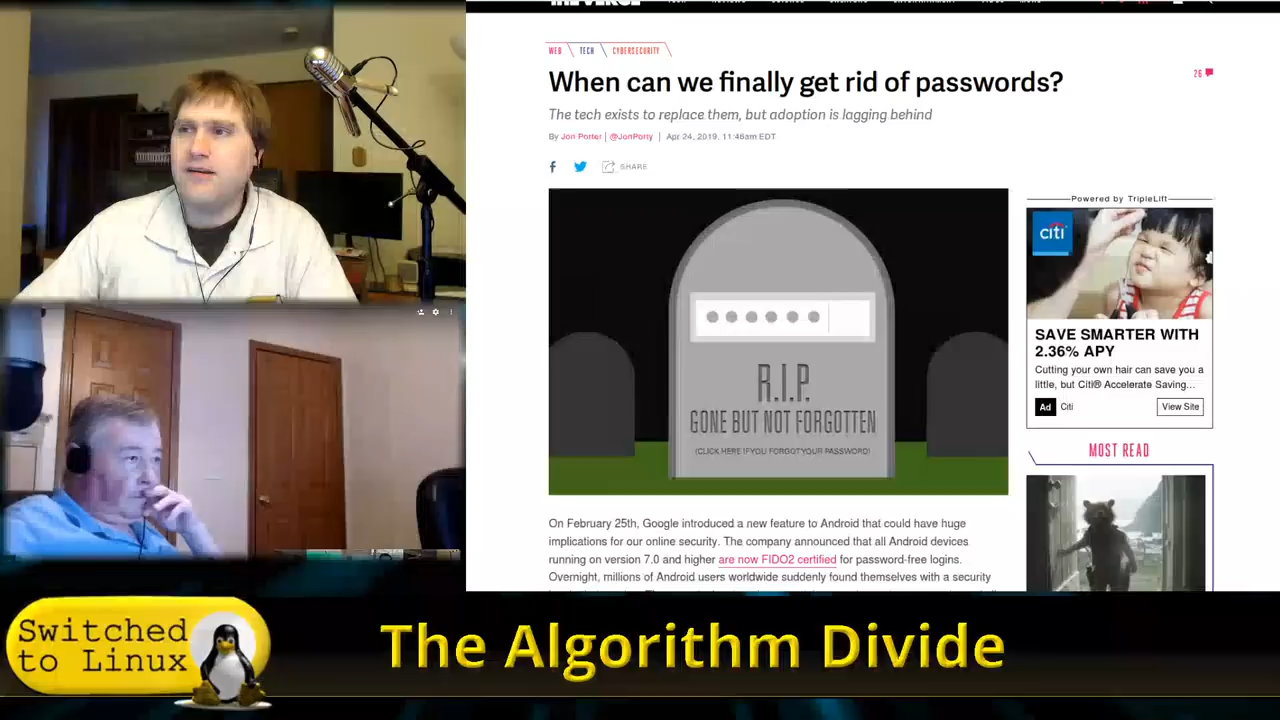 THE VERGE
WEB
TECH
CYBERSECURITY
When can we finally get rid of passwords?
26
The tech exists to replace them, but adoption is lagging behind
By Jon Porter | @JonPorty | Apr 24, 2019, 11:46am EDT
SHARE
Powered by TripleLift
citi
R.I.P.
GONE BUT NOT FORGOTTEN
(CLICK HERE IF YOU FORGOT YOUR PASSWORD)
SAVE SMARTER WITH
2.36% APY
Cutting your own hair can save you a
little, but Citi® Accelerate Saving...
Ad Citi View Site
MOST READ
On February 25th, Google introduced a new feature to Android that could have huge
implications for our online security. The company announced that all Android devices
running on version 7.0 and higher are now FIDO2 certified for password-free logins.
Overnight, millions of Android users worldwide suddenly found themselves with a security
Switched
to Linux
The Algorithm Divide